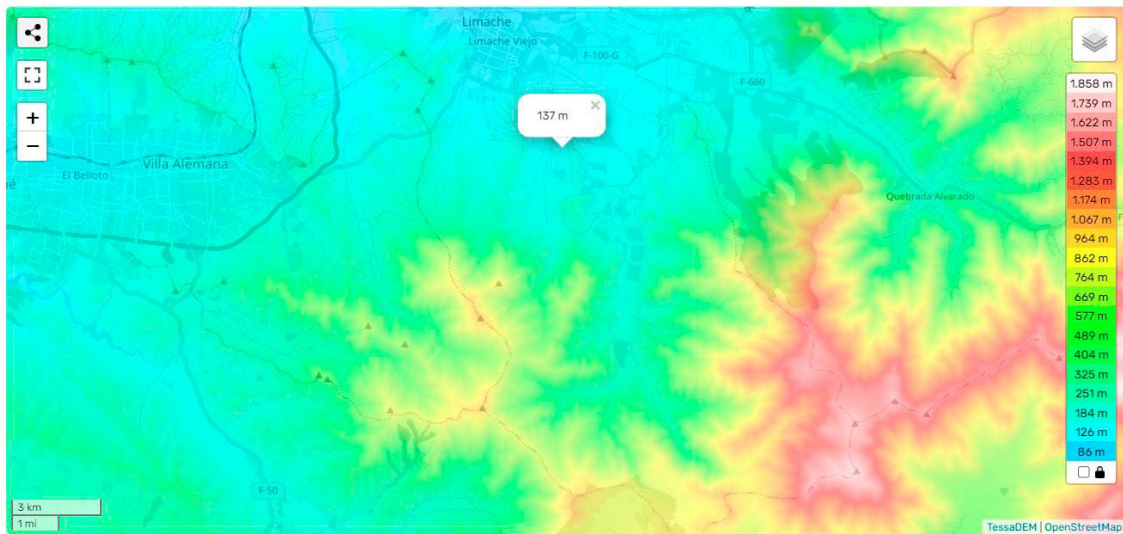 Limache
Limache Viejo
F-100-G
F-660
137 m
×
+
−
Villa Alemana
El Belloto
Quebrada Alvarado
F-50
1.858 m
1.739 m
1.622 m
1.507 m
1.394 m
1.283 m
1.174 m
1.067 m
964 m
862 m
764 m
669 m
577 m
489 m
404 m
325 m
251 m
184 m
126 m
86 m
3 km
1 mi
TessaDEM | OpenStreetMap